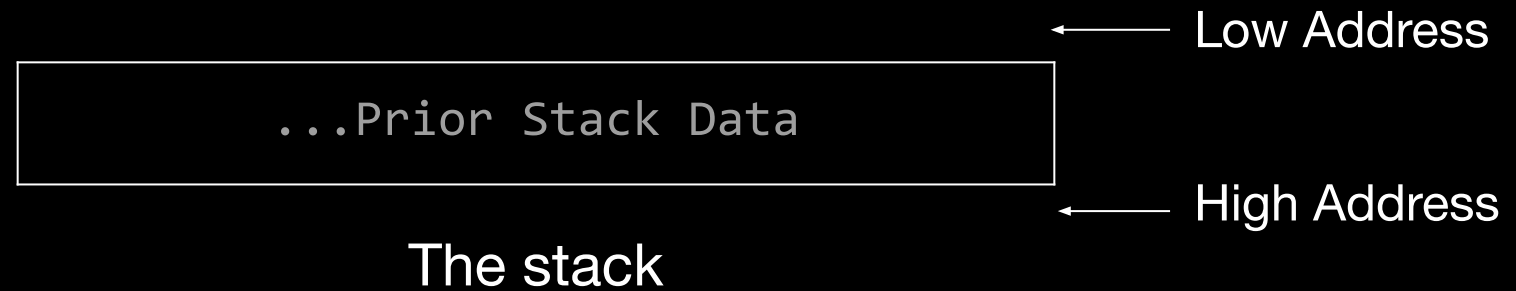 Low Address
...Prior Stack Data
High Address
The stack